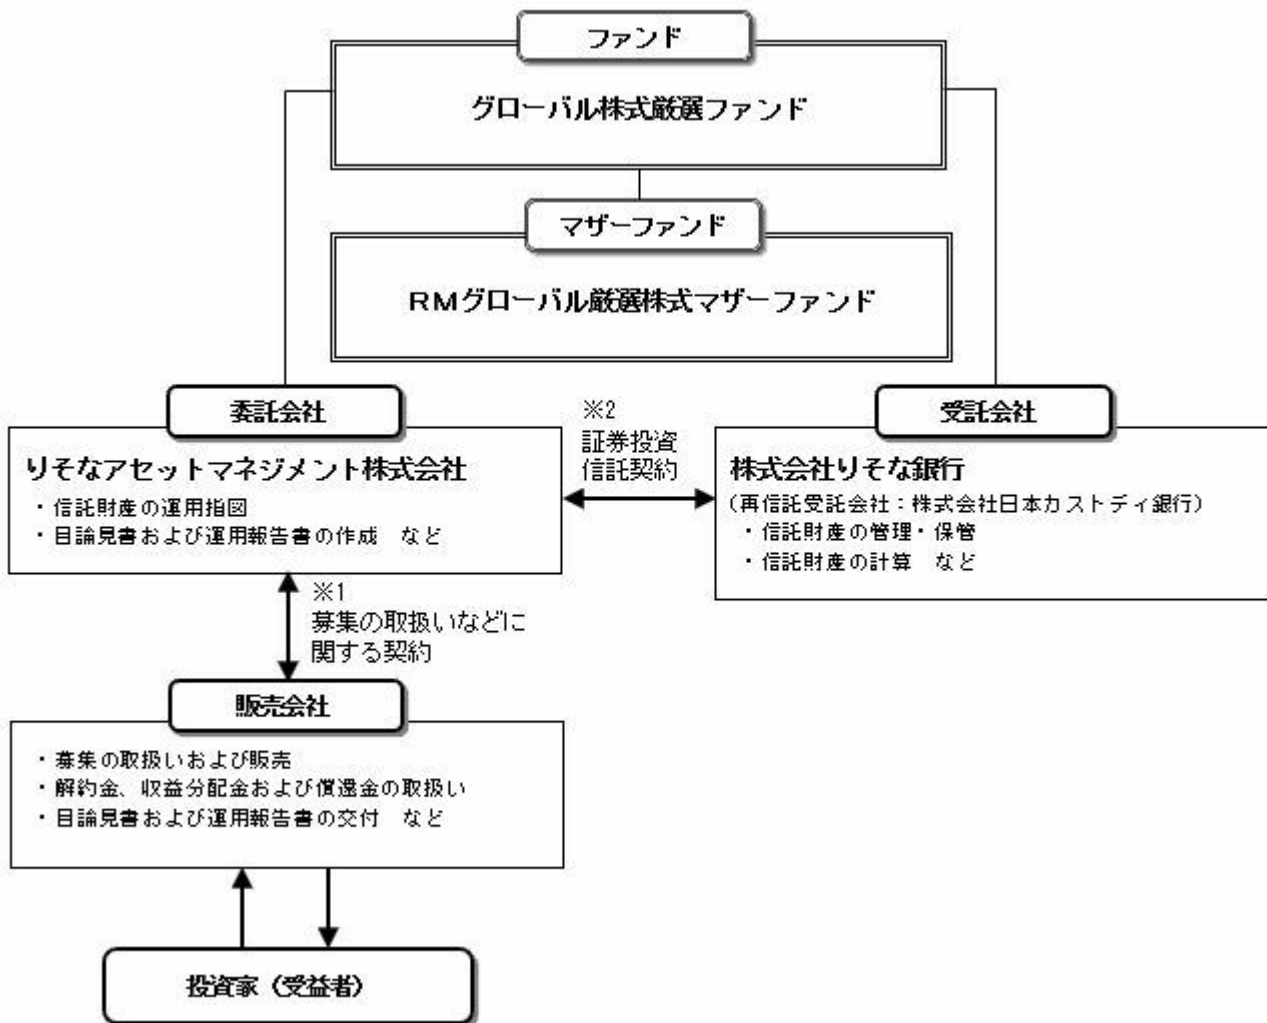 ファンド
グローバル株式厳選ファンド
マザーファンド
RMグローバル厳選株式マザーファンド
委託会社
りそなアセットマネジメント株式会社
・信託財産の運用指図
・目論見書および運用報告書の作成　など
※2
証券投資
信託契約
受託会社
株式会社りそな銀行
(再信託受託会社：株式会社日本カストディ銀行)
・信託財産の管理・保管
・信託財産の計算　など
※1
募集の取扱いなどに
関する契約
販売会社
・募集の取扱いおよび販売
・解約金、収益分配金および償還金の取扱い
・目論見書および運用報告書の交付　など
投資家（受益者）